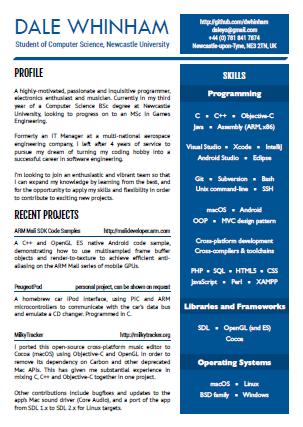 DALE WHINHAM
Student of Computer Science, Newcastle University
http://github.com/dwhinham
daleyo@gmail.com
+44 (0) 781 841 7874
Newcastle-upon-Tyne, NE3 2TN, UK
PROFILE
A highly-motivated, passionate and inquisitive programmer,
electronics enthusiast and musician. Currently in my third
year of a Computer Science BSc degree at Newcastle
University, looking to progress on to an MSc in Games
Engineering.
Formerly an IT Manager at a multi-national aerospace
engineering company, I left after 4 years of service to
pursue my dream of turning my coding hobby into a
successful career in software engineering.
I'm looking to join an enthusiastic and vibrant team so that
I can expand my knowledge by learning from the best, and
for the opportunity to apply my skills and flexibility in order
to contribute to exciting new projects.
RECENT PROJECTS
ARM Mali SDK Code Samples http://malideveloper.arm.com
A C++ and OpenGL ES native Android code sample,
demonstrating how to use multisampled frame buffer
objects and render-to-texture to achieve efficient anti-
aliasing on the ARM Mali series of mobile GPUs.
PeugeotPod personal project, can be shown on request
A homebrew car iPod interface, using PIC and ARM
microcontrollers to communicate with the car's data bus
and emulate a CD changer. Programmed in C.
MilkyTracker http://milkytracker.org
I ported this open-source cross-platform music editor to
Cocoa (macOS) using Objective-C and OpenGL in order to
remove its dependency on Carbon and other deprecated
Mac APIs. This has given me substantial experience in
mixing C, C++ and Objective-C together in one project.
Other contributions include bugfixes and updates to the
app's Mac sound driver (Core Audio), and a port of the app
from SDL 1.x to SDL 2.x for Linux targets.
SKILLS
Programming
C • C++ • Objective-C
Java • Assembly (ARM, x86)
Visual Studio • Xcode • IntelliJ
Android Studio • Eclipse
Git • Subversion • Bash
Unix command-line • SSH
macOS • Android
OOP • MVC design pattern
Cross-platform development
Cross-compilers & toolchains
PHP • SQL • HTML5 • CSS
JavaScript • Perl • XAMPP
Libraries and Frameworks
SDL • OpenGL (and ES)
Cocoa
Operating Systems
macOS • Linux
BSD family • Windows